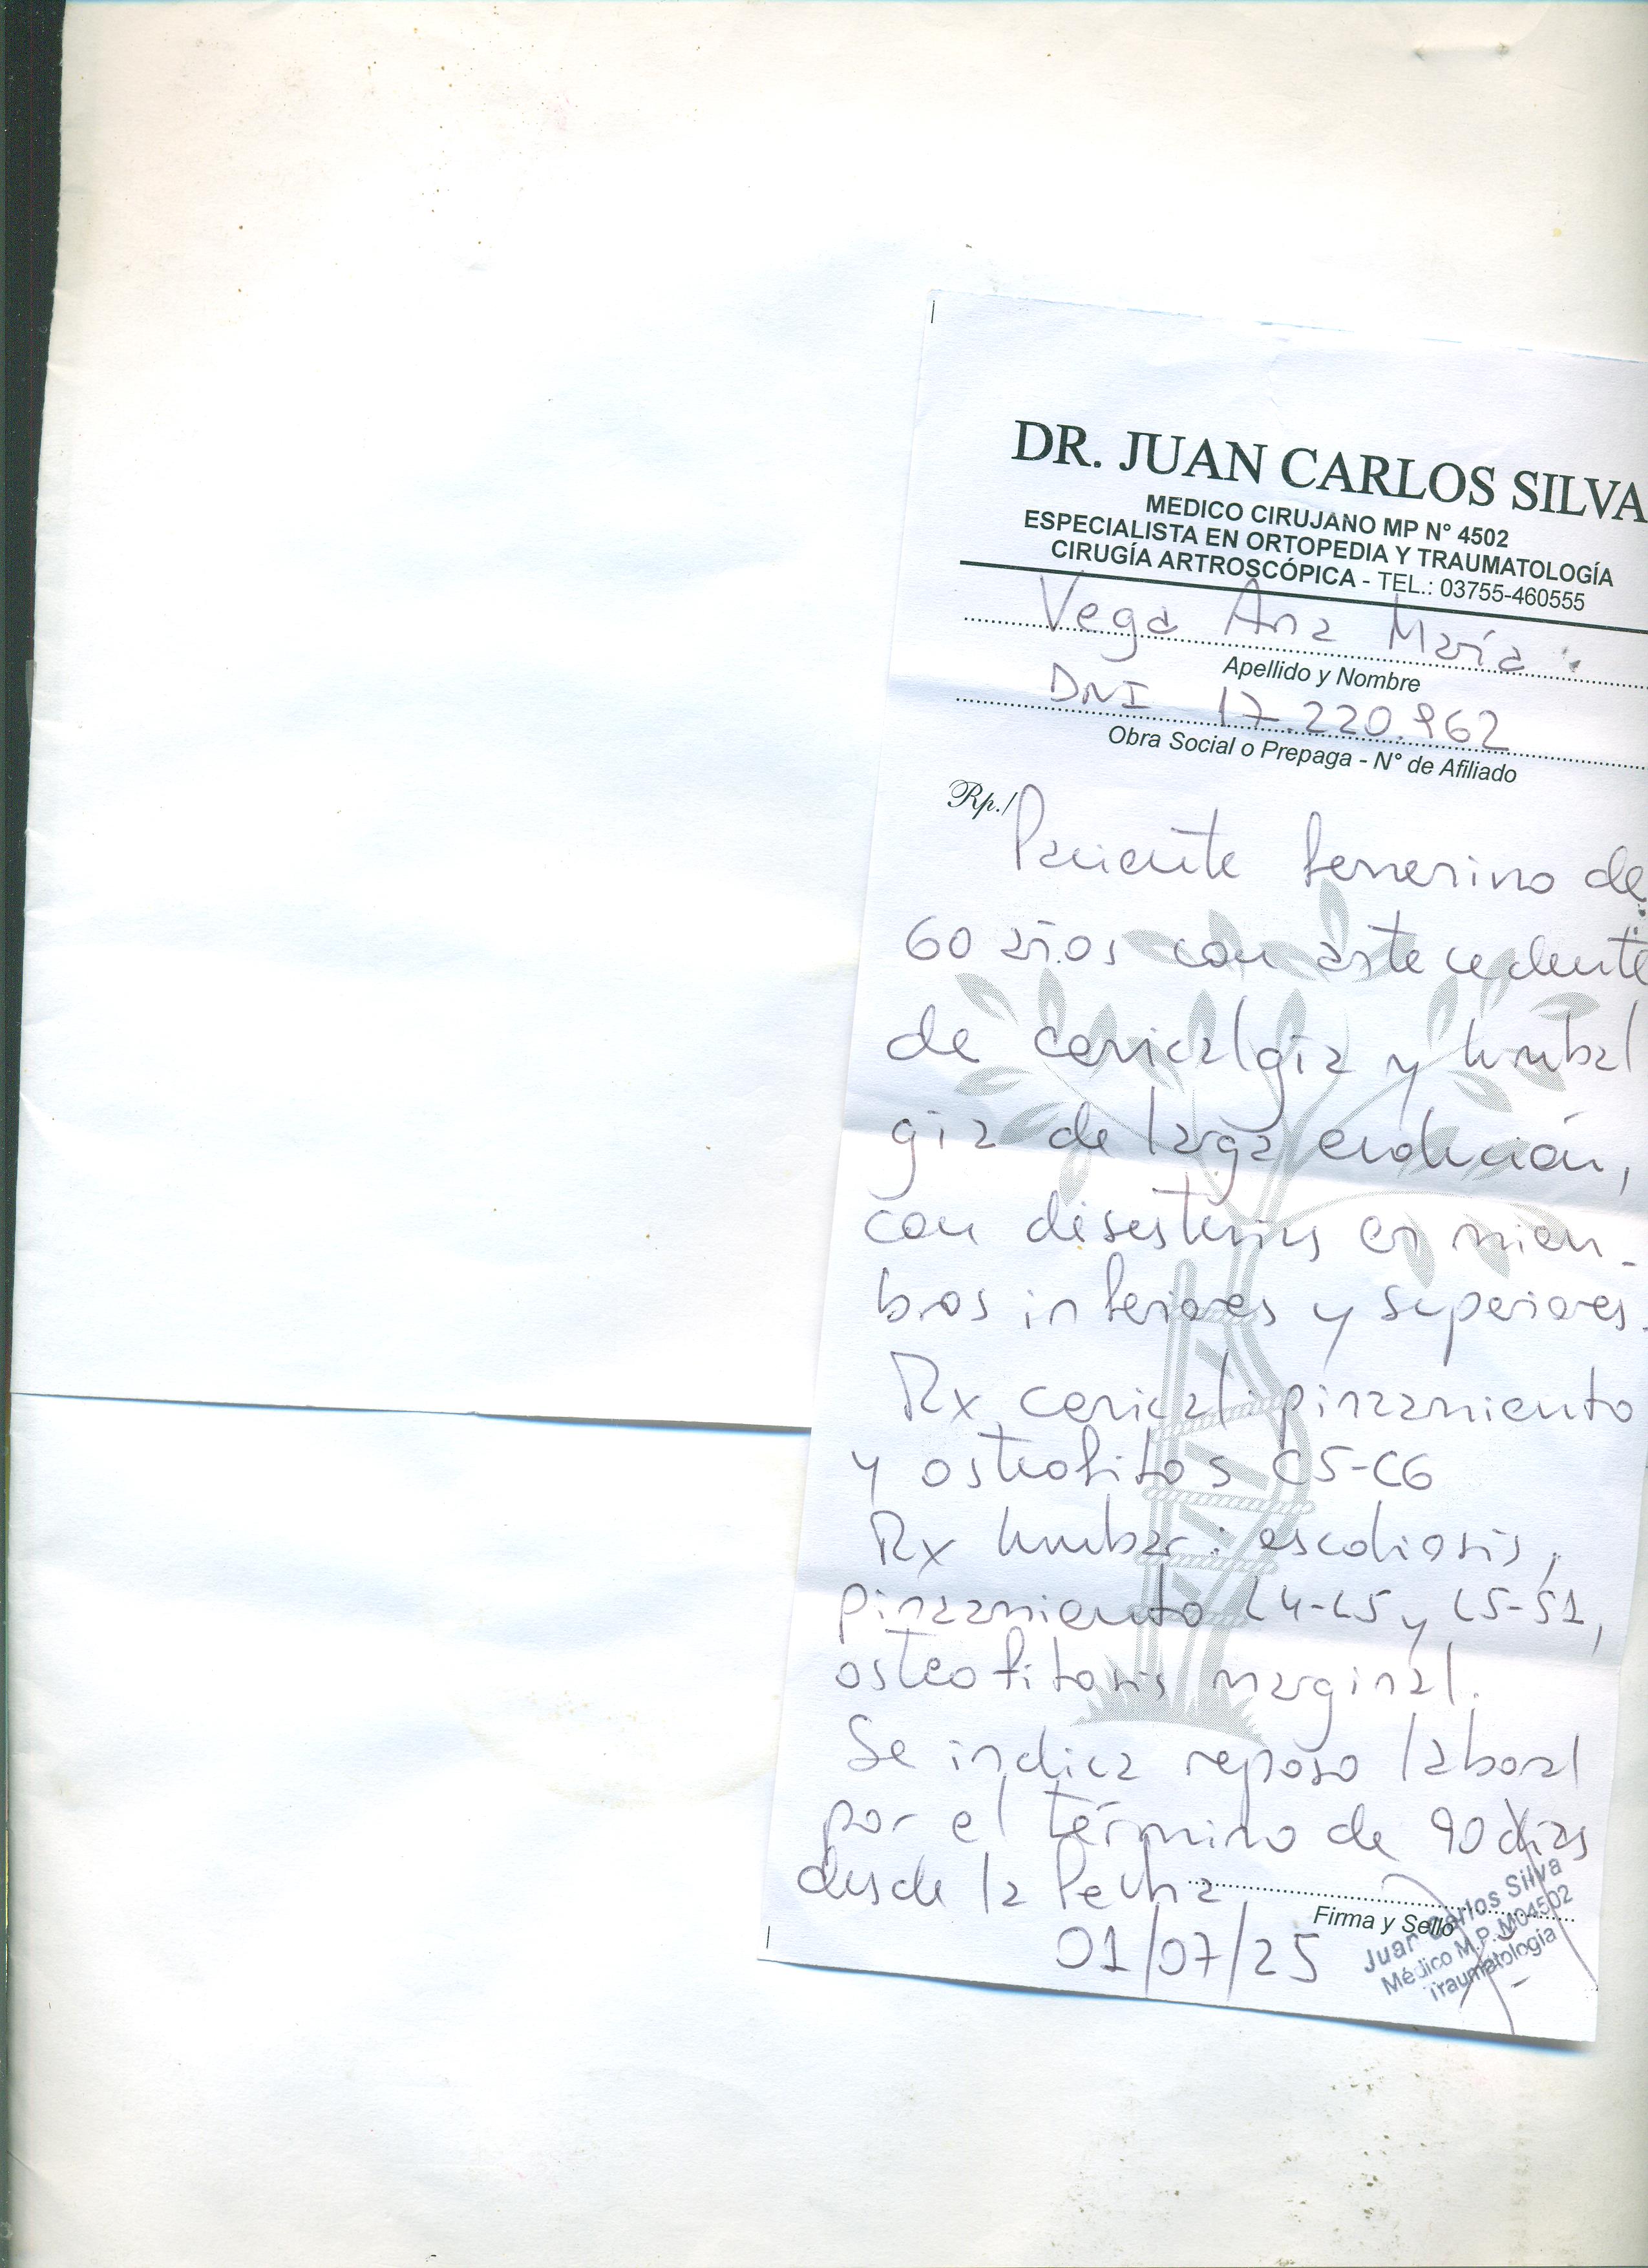 DR. JUAN CARLOS SILVA
MEDICO CIRUJANO MP N° 4502
ESPECIALISTA EN ORTOPEDIA Y TRAUMATOLOGÍA
CIRUGÍA ARTROSCÓPICA - TEL.: 03755-460555
Vega Ana María
Apellido y Nombre
DNI 17.220.962
Obra Social o Prepaga - N° de Afiliado
Rp./
Paciente femenino de
60 años con antecedente
de cervicalgia y lumbal
gia de larga evolución,
con disestesias en miem-
bros inferiores y superiores.
Rx cervical: pinzamiento
y osteofitos C5-C6
Rx lumbar: escoliosis,
pinzamiento L4-L5 y L5-S1,
osteofitosis marginal.
Se indica reposo laboral
por el término de 90 días
desde la fecha
Firma y Sello
01/07/25
Juan Carlos Silva
Médico M.P. M04502
Traumatología